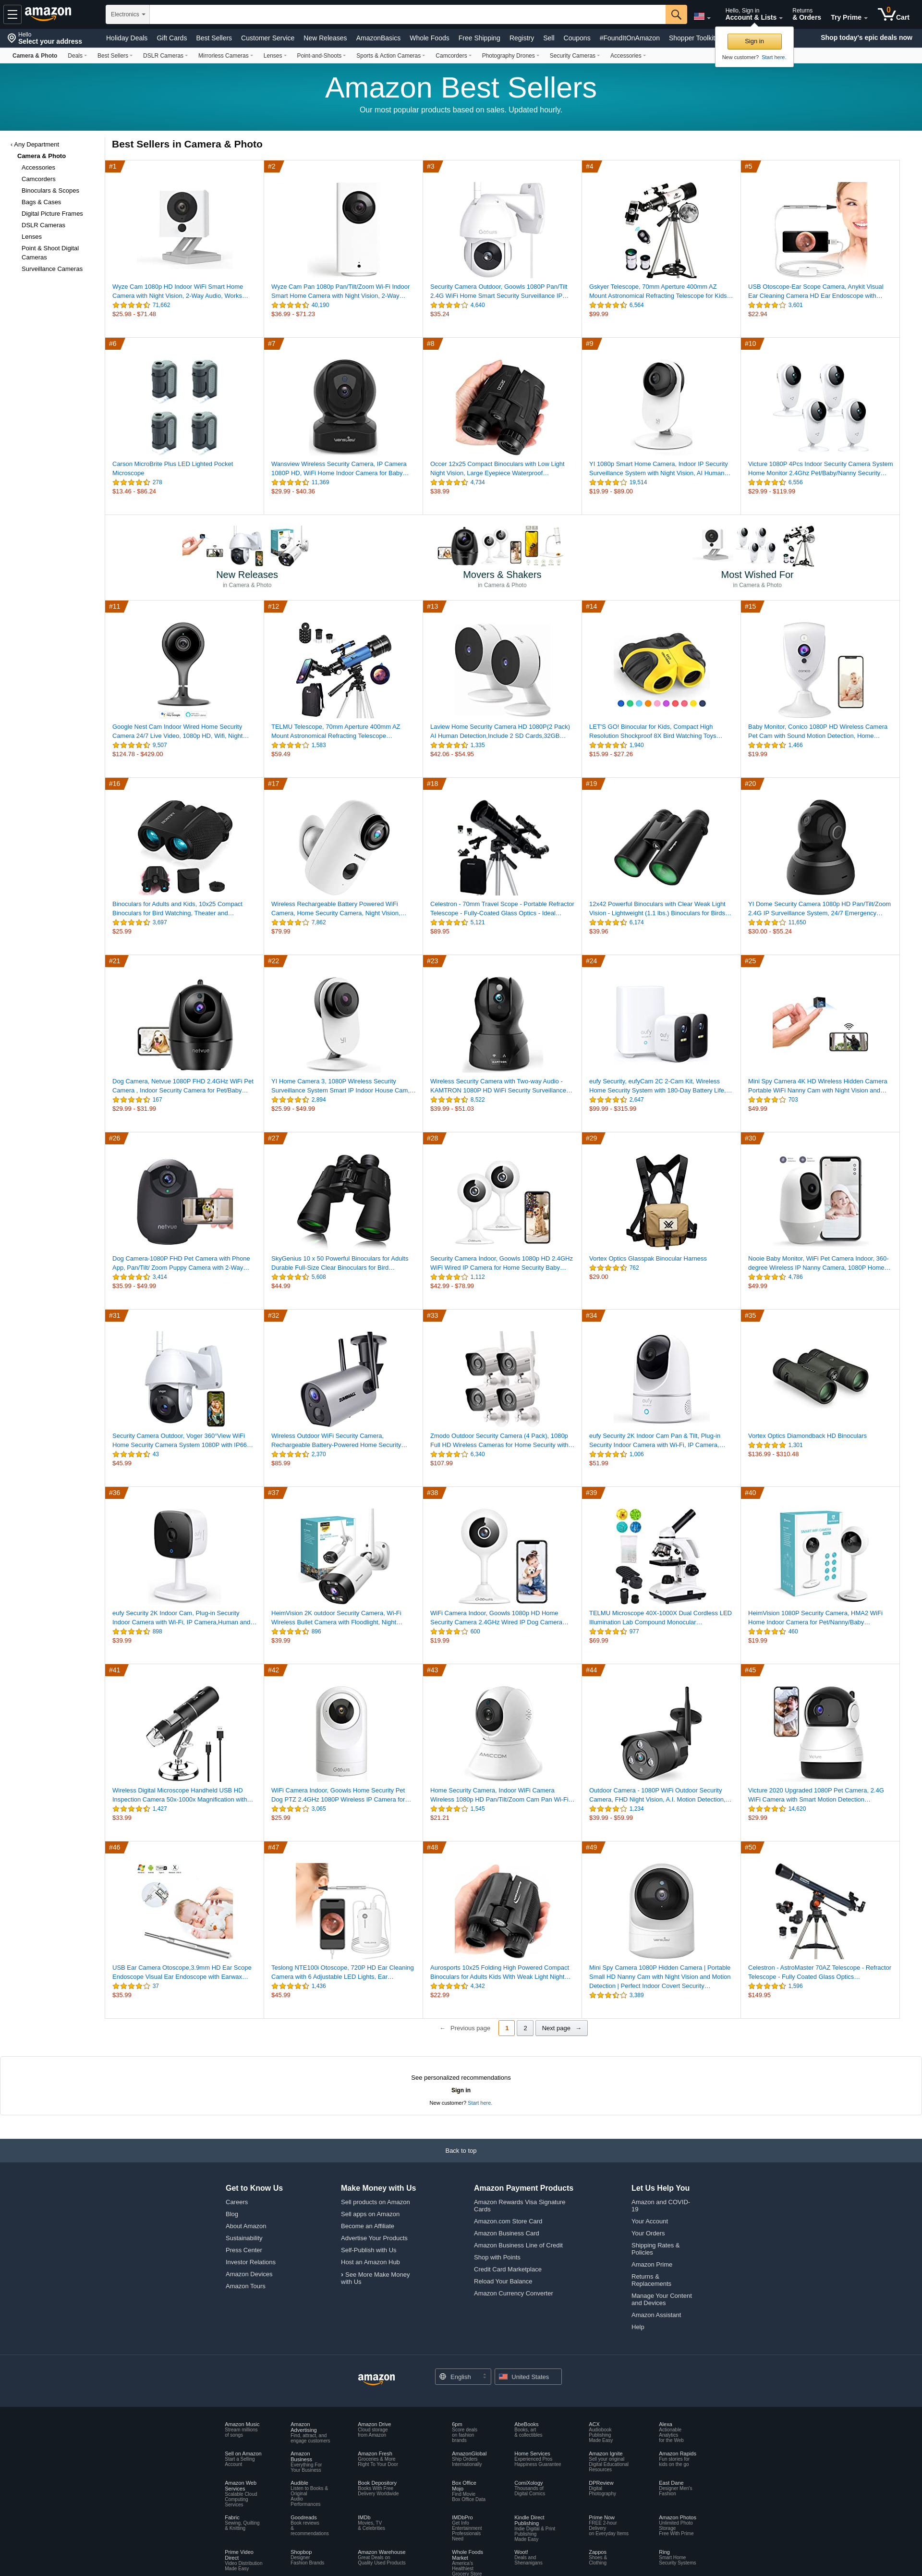 amazon
Electronics
Hello, Sign in
Account & Lists
Returns
& Orders
Try Prime
0
Cart
Hello
Select your address
Holiday Deals Gift Cards Best Sellers Customer Service New Releases AmazonBasics Whole Foods Free Shipping Registry Sell Coupons #FoundItOnAmazon Shopper Toolkit
Shop today's epic deals now
Sign in
New customer? Start here.
Camera & Photo Deals Best Sellers DSLR Cameras Mirrorless Cameras Lenses Point-and-Shoots Sports & Action Cameras Camcorders Photography Drones Security Cameras Accessories
Amazon Best Sellers
Our most popular products based on sales. Updated hourly.
‹ Any Department
Camera & Photo
Accessories
Camcorders
Binoculars & Scopes
Bags & Cases
Digital Picture Frames
DSLR Cameras
Lenses
Point & Shoot Digital
Cameras
Surveillance Cameras
Best Sellers in Camera & Photo
#1
Wyze Cam 1080p HD Indoor WiFi Smart Home
Camera with Night Vision, 2-Way Audio, Works…
71,662
$25.98 - $71.48
#2
Wyze Cam Pan 1080p Pan/Tilt/Zoom Wi-Fi Indoor
Smart Home Camera with Night Vision, 2-Way…
40,190
$36.99 - $71.23
#3
Security Camera Outdoor, Goowls 1080P Pan/Tilt
2.4G WiFi Home Smart Security Surveillance IP…
4,640
$35.24
#4
Gskyer Telescope, 70mm Aperture 400mm AZ
Mount Astronomical Refracting Telescope for Kids…
6,564
$99.99
#5
USB Otoscope-Ear Scope Camera, Anykit Visual
Ear Cleaning Camera HD Ear Endoscope with…
3,601
$22.94
#6
Carson MicroBrite Plus LED Lighted Pocket
Microscope
278
$13.46 - $86.24
#7
Wansview Wireless Security Camera, IP Camera
1080P HD, WiFi Home Indoor Camera for Baby…
11,369
$29.99 - $40.36
#8
Occer 12x25 Compact Binoculars with Low Light
Night Vision, Large Eyepiece Waterproof…
4,734
$38.99
#9
YI 1080p Smart Home Camera, Indoor IP Security
Surveillance System with Night Vision, AI Human…
19,514
$19.99 - $89.00
#10
Victure 1080P 4Pcs Indoor Security Camera System
Home Monitor 2.4Ghz Pet/Baby/Nanny Security…
6,556
$29.99 - $119.99
New Releases
in Camera & Photo
Movers & Shakers
in Camera & Photo
Most Wished For
in Camera & Photo
#11
Google Nest Cam Indoor Wired Home Security
Camera 24/7 Live Video, 1080p HD, Wifi, Night…
9,507
$124.78 - $429.00
#12
TELMU Telescope, 70mm Aperture 400mm AZ
Mount Astronomical Refracting Telescope…
1,583
$59.49
#13
Laview Home Security Camera HD 1080P(2 Pack)
AI Human Detection,Include 2 SD Cards,32GB,…
1,335
$42.06 - $54.95
#14
LET'S GO! Binocular for Kids, Compact High
Resolution Shockproof 8X Bird Watching Toys…
1,940
$15.99 - $27.26
#15
Baby Monitor, Conico 1080P HD Wireless Camera
Pet Cam with Sound Motion Detection, Home…
1,466
$19.99
#16
Binoculars for Adults and Kids, 10x25 Compact
Binoculars for Bird Watching, Theater and…
3,697
$25.99
#17
Wireless Rechargeable Battery Powered WiFi
Camera, Home Security Camera, Night Vision,…
7,862
$79.99
#18
Celestron - 70mm Travel Scope - Portable Refractor
Telescope - Fully-Coated Glass Optics - Ideal…
5,121
$89.95
#19
12x42 Powerful Binoculars with Clear Weak Light
Vision - Lightweight (1.1 lbs.) Binoculars for Birds…
6,174
$39.96
#20
YI Dome Security Camera 1080p HD Pan/Tilt/Zoom
2.4G IP Surveillance System, 24/7 Emergency…
11,650
$30.00 - $55.24
#21
netvue
Dog Camera, Netvue 1080P FHD 2.4GHz WiFi Pet
Camera , Indoor Security Camera for Pet/Baby…
167
$29.99 - $31.99
#22
YI Home Camera 3, 1080P Wireless Security
Surveillance System Smart IP Indoor House Cam,…
2,894
$25.99 - $49.99
#23
Wireless Security Camera with Two-way Audio -
KAMTRON 1080P HD WiFi Security Surveillance…
8,522
$39.99 - $51.03
#24
eufy Security, eufyCam 2C 2-Cam Kit, Wireless
Home Security System with 180-Day Battery Life,…
2,647
$99.99 - $315.99
#25
Mini Spy Camera 4K HD Wireless Hidden Camera
Portable WiFi Nanny Cam with Night Vision and…
703
$49.99
#26
netvue
Dog Camera-1080P FHD Pet Camera with Phone
App, Pan/Tilt/ Zoom Puppy Camera with 2-Way…
3,414
$35.99 - $49.99
#27
SkyGenius 10 x 50 Powerful Binoculars for Adults
Durable Full-Size Clear Binoculars for Bird…
5,608
$44.99
#28
Security Camera Indoor, Goowls 1080p HD 2.4GHz
WiFi Wired IP Camera for Home Security Baby…
1,112
$42.99 - $78.99
#29
Vortex Optics Glasspak Binocular Harness
762
$29.00
#30
Nooie Baby Monitor, WiFi Pet Camera Indoor, 360-
degree Wireless IP Nanny Camera, 1080P Home…
4,786
$49.99
#31
Security Camera Outdoor, Voger 360°View WiFi
Home Security Camera System 1080P with IP66…
43
$45.99
#32
Wireless Outdoor WiFi Security Camera,
Rechargeable Battery-Powered Home Security…
2,370
$85.99
#33
Zmodo Outdoor Security Camera (4 Pack), 1080p
Full HD Wireless Cameras for Home Security with…
6,340
$107.99
#34
eufy Security 2K Indoor Cam Pan & Tilt, Plug-in
Security Indoor Camera with Wi-Fi, IP Camera,…
1,006
$51.99
#35
Vortex Optics Diamondback HD Binoculars
1,301
$136.99 - $310.48
#36
eufy Security 2K Indoor Cam, Plug-in Security
Indoor Camera with Wi-Fi, IP Camera,Human and…
898
$39.99
#37
HeimVision 2K outdoor Security Camera, Wi-Fi
Wireless Bullet Camera with Floodlight, Night…
896
$39.99
#38
WiFi Camera Indoor, Goowls 1080p HD Home
Security Camera 2.4GHz Wired IP Dog Camera…
600
$19.99
#39
TELMU Microscope 40X-1000X Dual Cordless LED
Illumination Lab Compound Monocular…
977
$69.99
#40
HeimVision 1080P Security Camera, HMA2 WiFi
Home Indoor Camera for Pet/Nanny/Baby…
460
$19.99
#41
Wireless Digital Microscope Handheld USB HD
Inspection Camera 50x-1000x Magnification with…
1,427
$33.99
#42
WiFi Camera Indoor, Goowls Home Security Pet
Dog PTZ 2.4GHz 1080P Wireless IP Camera for…
3,065
$25.99
#43
AMICCOM
Home Security Camera, Indoor WiFi Camera
Wireless 1080p HD Pan/Tilt/Zoom Cam Pan Wi-Fi…
1,545
$21.21
#44
Outdoor Camera - 1080P WiFi Outdoor Security
Camera, FHD Night Vision, A.I. Motion Detection,…
1,234
$39.99 - $59.99
#45
Victure 2020 Upgraded 1080P Pet Camera, 2.4G
WiFi Camera with Smart Motion Detection…
14,620
$29.99
#46
USB Ear Camera Otoscope,3.9mm HD Ear Scope
Endoscope Visual Ear Endoscope with Earwax…
37
$35.99
#47
Teslong NTE100i Otoscope, 720P HD Ear Cleaning
Camera with 6 Adjustable LED Lights, Ear…
1,436
$45.99
#48
Aurosports 10x25 Folding High Powered Compact
Binoculars for Adults Kids With Weak Light Night…
4,342
$22.99
#49
Mini Spy Camera 1080P Hidden Camera | Portable
Small HD Nanny Cam with Night Vision and Motion
Detection | Perfect Indoor Covert Security…
3,389
#50
Celestron - AstroMaster 70AZ Telescope - Refractor
Telescope - Fully Coated Glass Optics…
1,596
$149.95
← Previous page 1 2 Next page →
See personalized recommendations
Sign in
New customer? Start here.
Back to top
Get to Know Us
Careers
Blog
About Amazon
Sustainability
Press Center
Investor Relations
Amazon Devices
Amazon Tours
Make Money with Us
Sell products on Amazon
Sell apps on Amazon
Become an Affiliate
Advertise Your Products
Self-Publish with Us
Host an Amazon Hub
› See More Make Money
with Us
Amazon Payment Products
Amazon Rewards Visa Signature
Cards
Amazon.com Store Card
Amazon Business Card
Amazon Business Line of Credit
Shop with Points
Credit Card Marketplace
Reload Your Balance
Amazon Currency Converter
Let Us Help You
Amazon and COVID-
19
Your Account
Your Orders
Shipping Rates &
Policies
Amazon Prime
Returns &
Replacements
Manage Your Content
and Devices
Amazon Assistant
Help
amazon
English
United States
Amazon Music
Stream millions
of songs
Amazon
Advertising
Find, attract, and
engage customers
Amazon Drive
Cloud storage
from Amazon
6pm
Score deals
on fashion
brands
AbeBooks
Books, art
& collectibles
ACX
Audiobook
Publishing
Made Easy
Alexa
Actionable
Analytics
for the Web
Sell on Amazon
Start a Selling
Account
Amazon
Business
Everything For
Your Business
Amazon Fresh
Groceries & More
Right To Your Door
AmazonGlobal
Ship Orders
Internationally
Home Services
Experienced Pros
Happiness Guarantee
Amazon Ignite
Sell your original
Digital Educational
Resources
Amazon Rapids
Fun stories for
kids on the go
Amazon Web
Services
Scalable Cloud
Computing
Services
Audible
Listen to Books &
Original
Audio
Performances
Book Depository
Books With Free
Delivery Worldwide
Box Office
Mojo
Find Movie
Box Office Data
ComiXology
Thousands of
Digital Comics
DPReview
Digital
Photography
East Dane
Designer Men's
Fashion
Fabric
Sewing, Quilting
& Knitting
Goodreads
Book reviews
&
recommendations
IMDb
Movies, TV
& Celebrities
IMDbPro
Get Info
Entertainment
Professionals
Need
Kindle Direct
Publishing
Indie Digital & Print
Publishing
Made Easy
Prime Now
FREE 2-hour
Delivery
on Everyday Items
Amazon Photos
Unlimited Photo
Storage
Free With Prime
Prime Video
Direct
Video Distribution
Made Easy
Shopbop
Designer
Fashion Brands
Amazon Warehouse
Great Deals on
Quality Used Products
Whole Foods
Market
America's
Healthiest
Grocery Store
Woot!
Deals and
Shenanigans
Zappos
Shoes &
Clothing
Ring
Smart Home
Security Systems